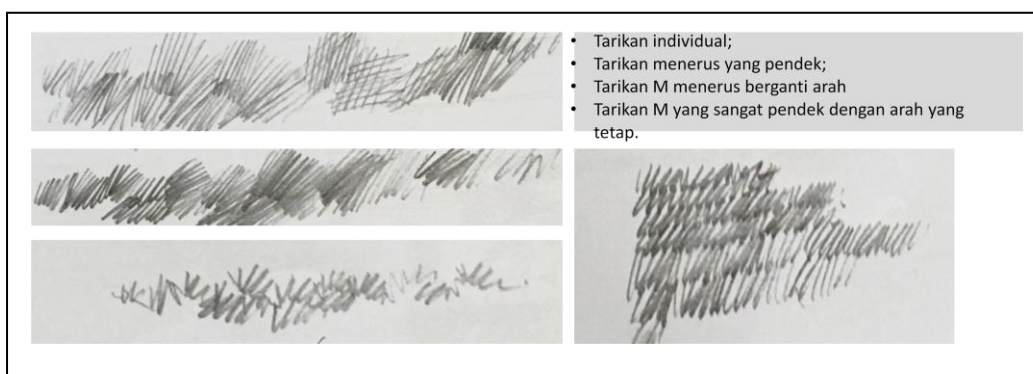 • Tarikan individual;
• Tarikan menerus yang pendek;
• Tarikan M menerus berganti arah
• Tarikan M yang sangat pendek dengan arah yang
tetap.